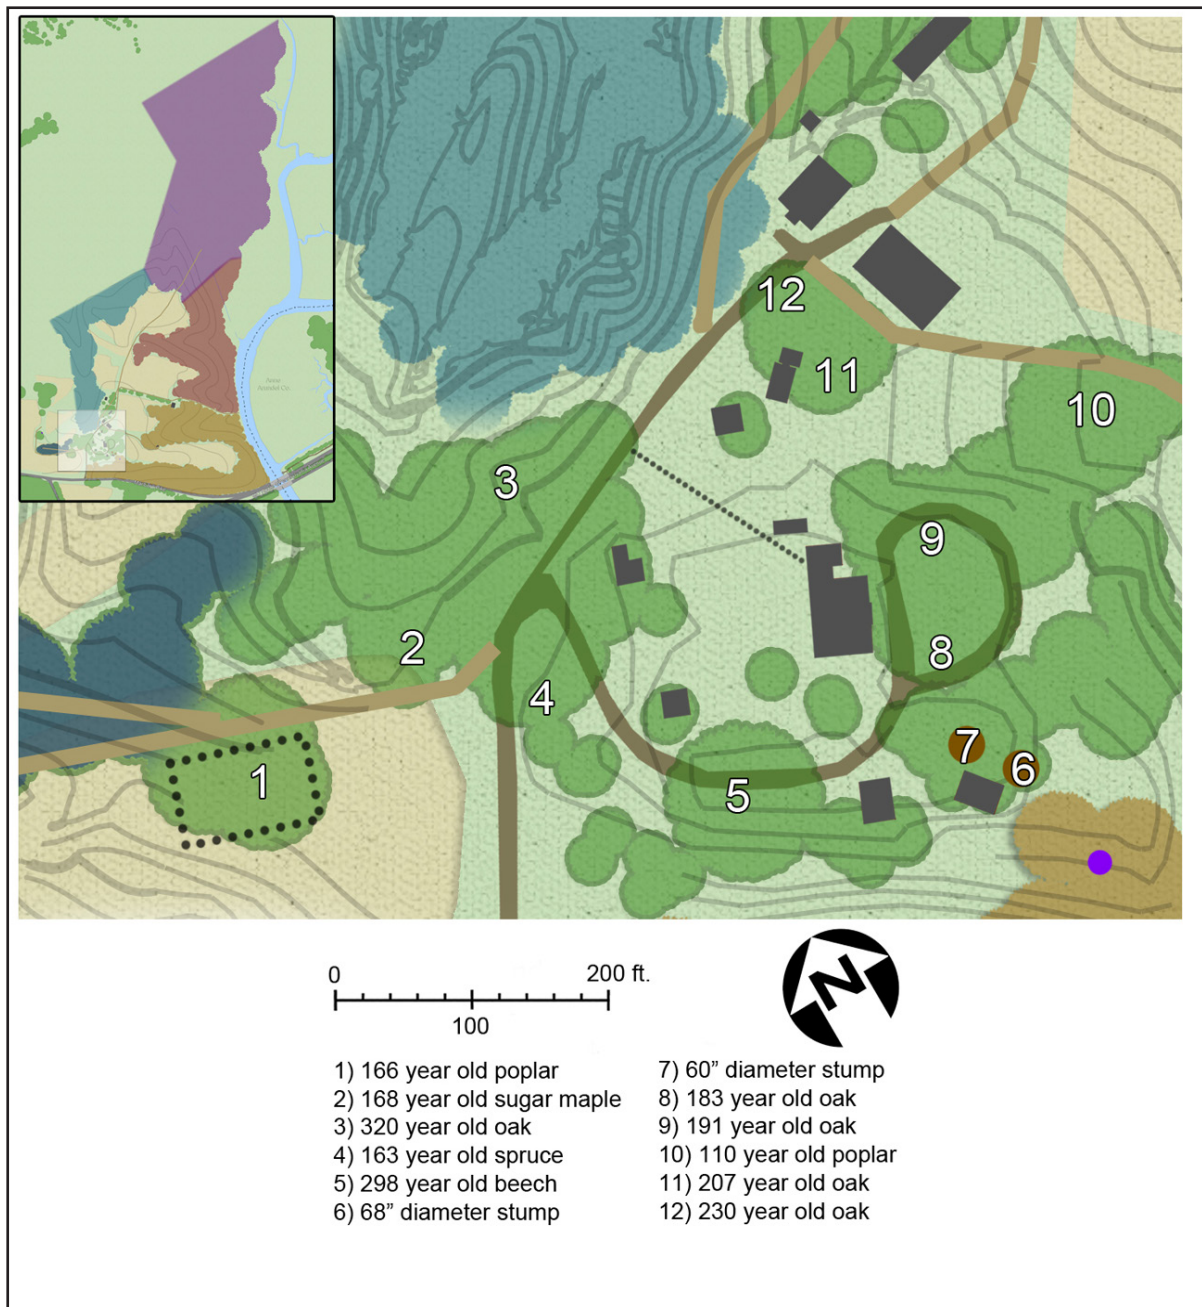 Anne
Arundel Co.
12
11
10
3
9
2
8
4
7
6
1
5
0
200 ft.
100
N
1) 166 year old poplar
2) 168 year old sugar maple
3) 320 year old oak
4) 163 year old spruce
5) 298 year old beech
6) 68” diameter stump
7) 60” diameter stump
8) 183 year old oak
9) 191 year old oak
10) 110 year old poplar
11) 207 year old oak
12) 230 year old oak